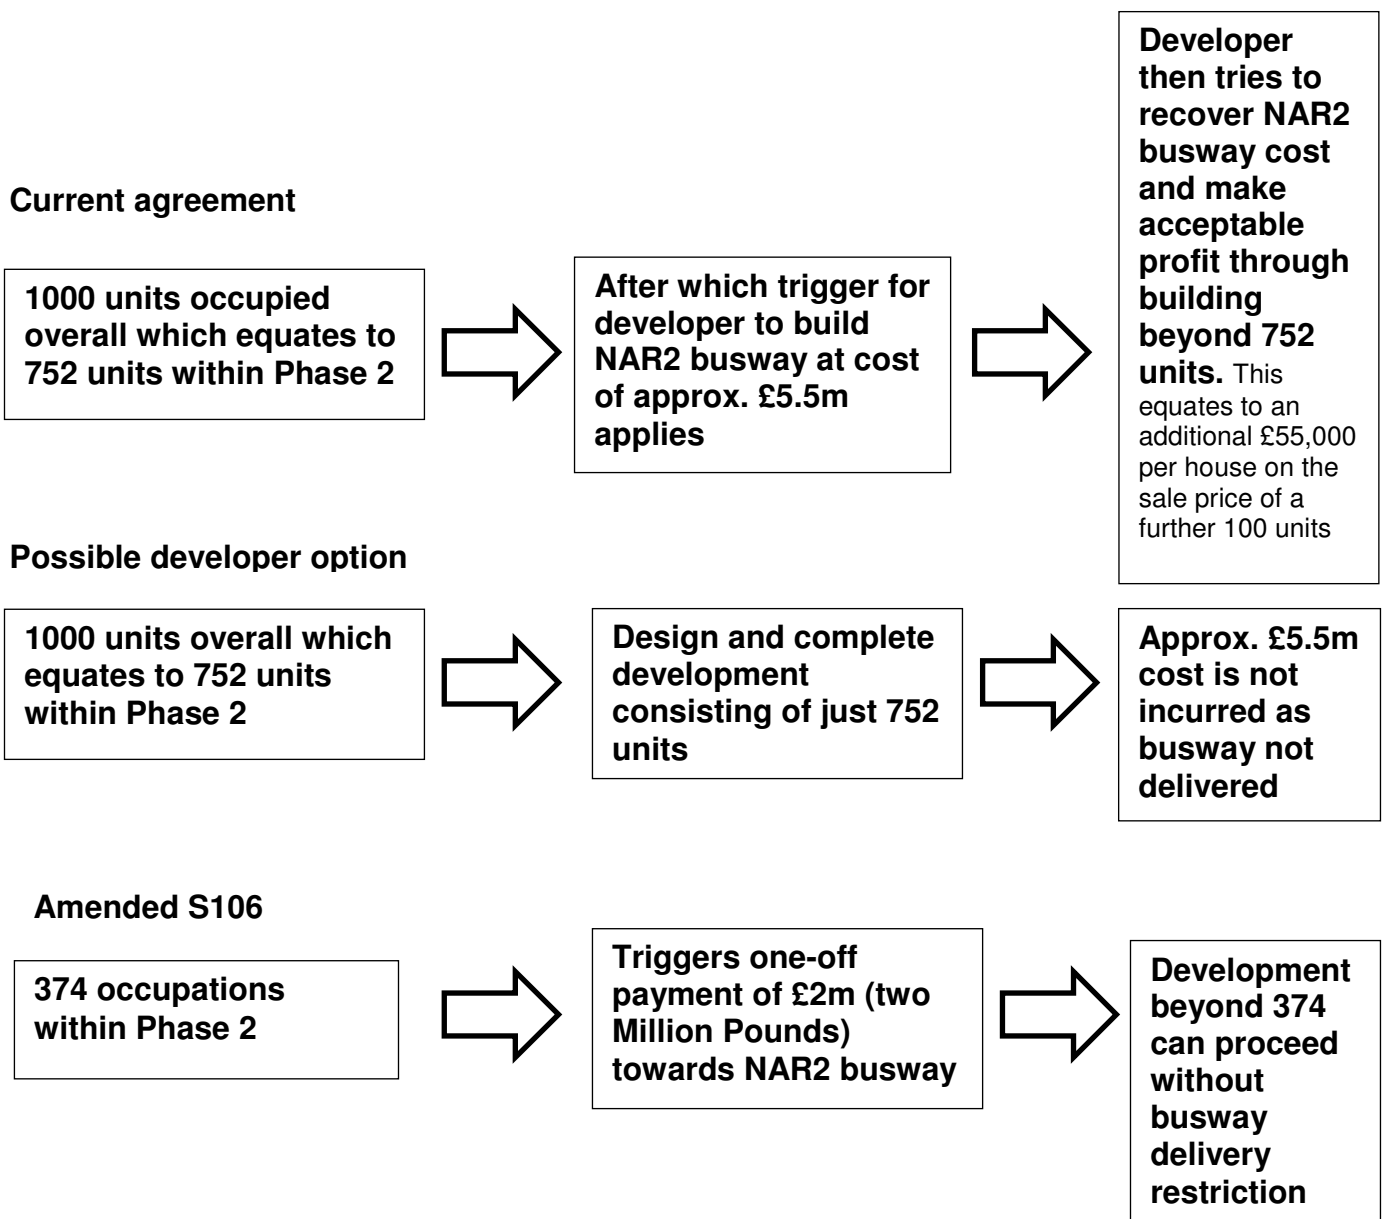 Current agreement
1000 units occupied
overall which equates to
752 units within Phase 2
After which trigger for
developer to build
NAR2 busway at cost
of approx. £5.5m
applies
Developer
then tries to
recover NAR2
busway cost
and make
acceptable
profit through
building
beyond 752
units. This
equates to an
additional £55,000
per house on the
sale price of a
further 100 units
Possible developer option
1000 units overall which
equates to 752 units
within Phase 2
Design and complete
development
consisting of just 752
units
Approx. £5.5m
cost is not
incurred as
busway not
delivered
Amended S106
374 occupations
within Phase 2
Triggers one-off
payment of £2m (two
Million Pounds)
towards NAR2 busway
Development
beyond 374
can proceed
without
busway
delivery
restriction